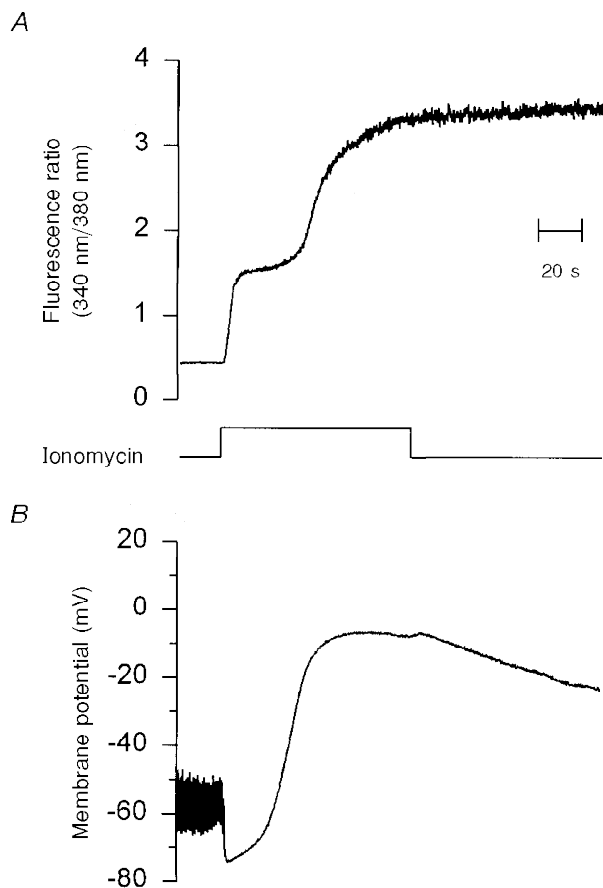 A
4
3
2
1
0
Fluorescence ratio
(340 nm/380 nm)
20 s
Ionomycin
B
20
0
-20
-40
-60
-80
Membrane potential (mV)